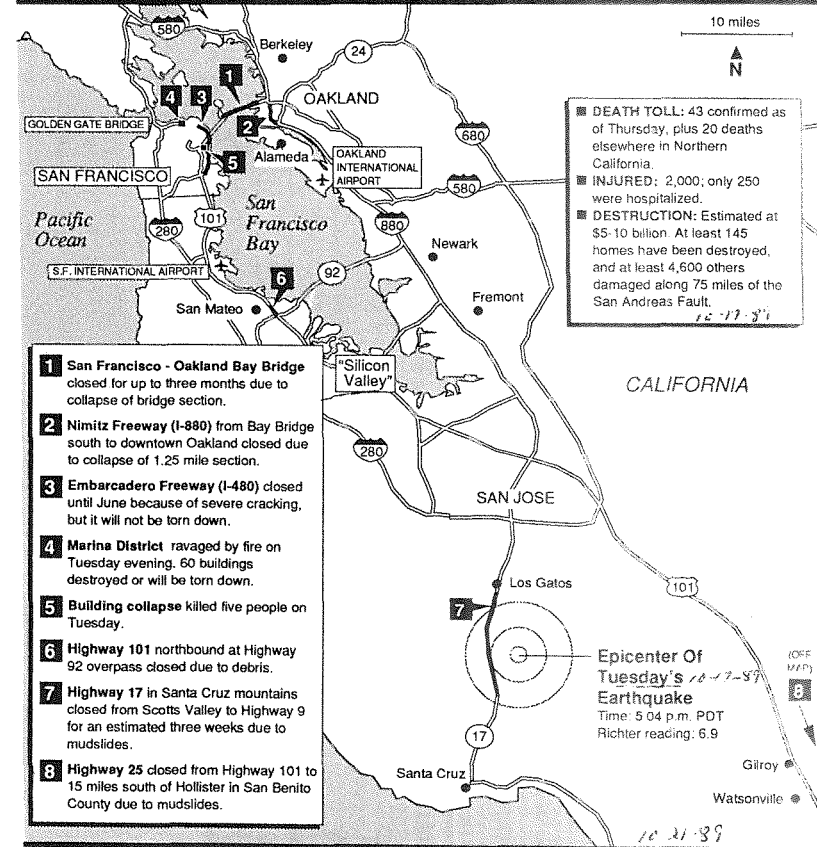 580
Berkeley
24
10 miles
N
1
4
3
OAKLAND
GOLDEN GATE BRIDGE
2
680
5
Alameda
OAKLAND
INTERNATIONAL
AIRPORT
SAN FRANCISCO
580
101
San
Francisco
Bay
Pacific
Ocean
280
880
Newark
S.F. INTERNATIONAL AIRPORT
92
6
San Mateo
Fremont
■ DEATH TOLL: 43 confirmed as
of Thursday, plus 20 deaths
elsewhere in Northern
California.
■ INJURED: 2,000; only 250
were hospitalized.
■ DESTRUCTION: Estimated at
$5-10 billion. At least 145
homes have been destroyed,
and at least 4,600 others
damaged along 75 miles of the
San Andreas Fault.
10-17-89
"Silicon
Valley"
CALIFORNIA
280
SAN JOSE
Los Gatos
7
101
Epicenter Of
Tuesday's 10-17-89
Earthquake
Time: 5:04 p.m. PDT
Richter reading: 6.9
(OFF
MAP)
8
17
Santa Cruz
Gilroy
Watsonville
10-21-89
1 San Francisco - Oakland Bay Bridge
closed for up to three months due to
collapse of bridge section.
2 Nimitz Freeway (I-880) from Bay Bridge
south to downtown Oakland closed due
to collapse of 1.25 mile section.
3 Embarcadero Freeway (I-480) closed
until June because of severe cracking,
but it will not be torn down.
4 Marina District ravaged by fire on
Tuesday evening. 60 buildings
destroyed or will be torn down.
5 Building collapse killed five people on
Tuesday.
6 Highway 101 northbound at Highway
92 overpass closed due to debris.
7 Highway 17 in Santa Cruz mountains
closed from Scotts Valley to Highway 9
for an estimated three weeks due to
mudslides.
8 Highway 25 closed from Highway 101 to
15 miles south of Hollister in San Benito
County due to mudslides.